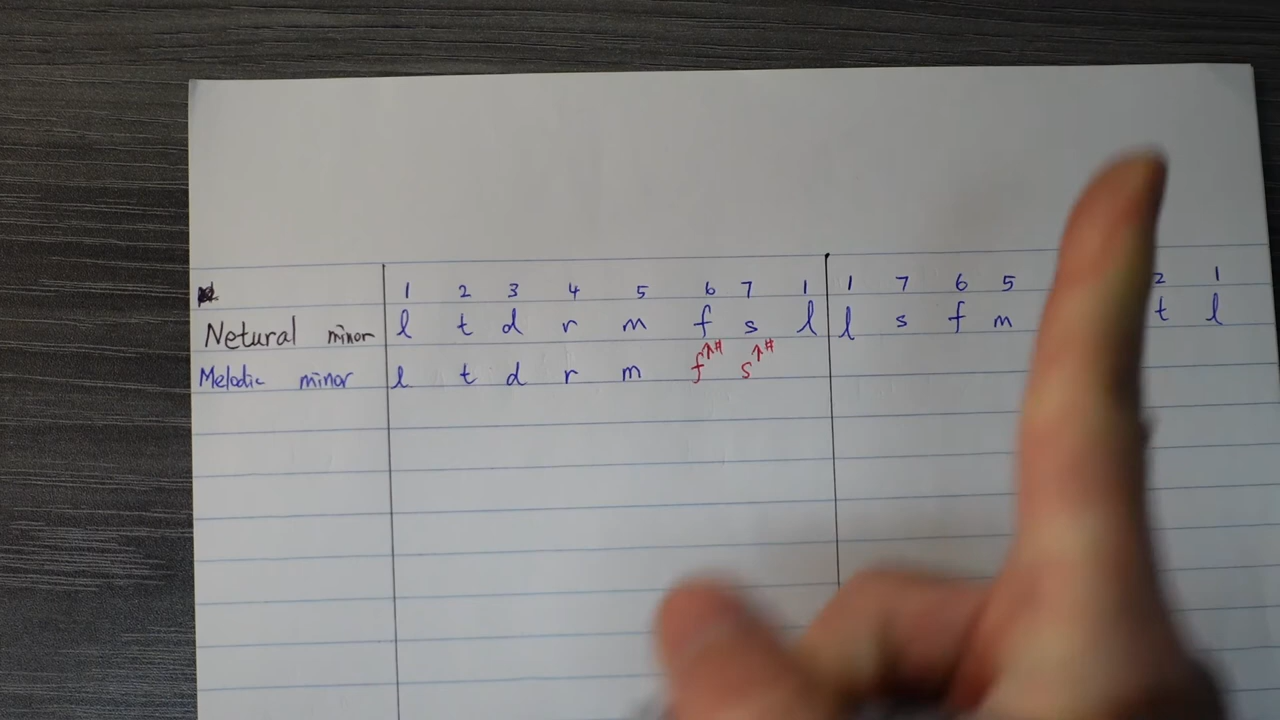 1 2 3 4 5 6 7 1 1 7 6 5 2 1
Netural minor l t d r m f s l l s f m t l
Melodic minor l t d r m f↑# s↑#